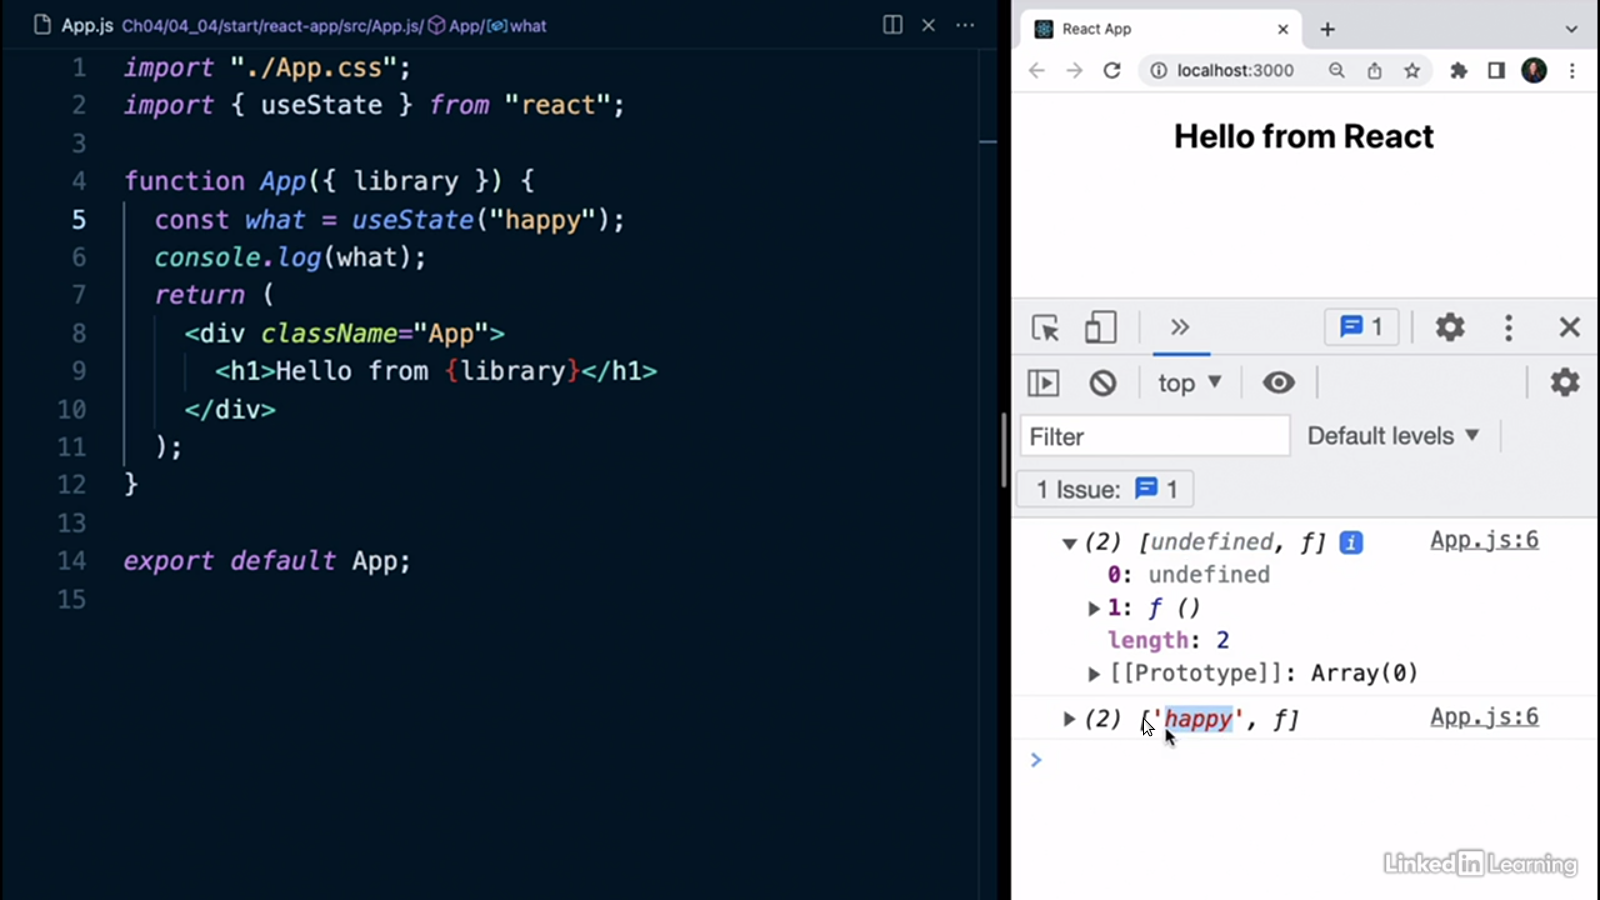 App.js Ch04/04_04/start/react-app/src/App.js/ App/ what
1 import "./App.css";
2 import { useState } from "react";
3
4 function App({ library }) {
5 const what = useState("happy");
6 console.log(what);
7 return (
8 <div className="App">
9 <h1>Hello from {library}</h1>
10 </div>
11 );
12 }
13
14 export default App;
15
React App
localhost:3000
Hello from React
1
top
Filter
Default levels
1 Issue: 1
(2) [undefined, f] i App.js:6
0: undefined
1: f ()
length: 2
[[Prototype]]: Array(0)
(2) ['happy', f] App.js:6
LinkedIn Learning